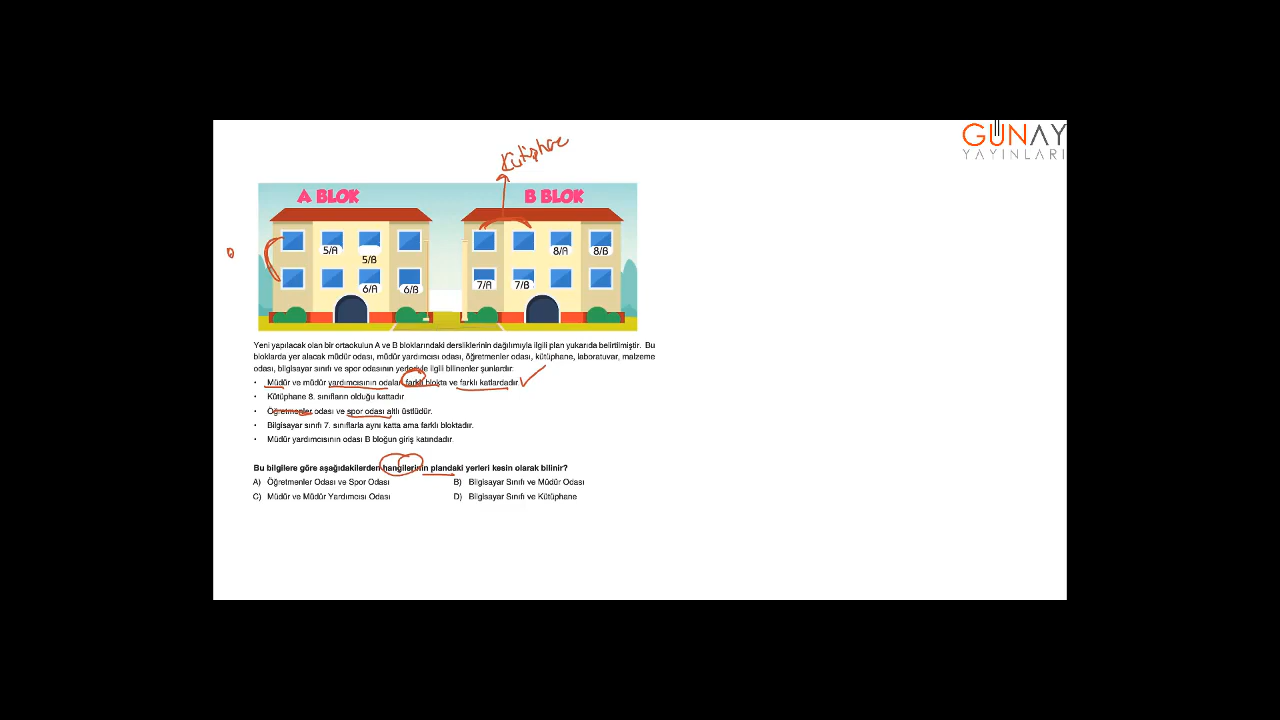 GÜNAY
YAYINLARI
Kütüphae
A BLOK
B BLOK
5/A
5/B
8/A
8/B
6/A
6/B
7/A
7/B
Yeni yapılacak olan bir ortaokulun A ve B bloklarındaki dersliklerinin dağılımıyla ilgili plan yukarıda belirtilmiştir. Bu
bloklarda yer alacak müdür odası, müdür yardımcısı odası, öğretmenler odası, kütüphane, laboratuvar, malzeme
odası, bilgisayar sınıfı ve spor odasının yerleriyle ilgili bilinenler şunlardır:
• Müdür ve müdür yardımcısının odaları farklı blokta ve farklı katlardadır
• Kütüphane 8. sınıfların olduğu kattadır
• Öğretmenler odası ve spor odası altlı üstlüdür.
• Bilgisayar sınıfı 7. sınıflarla aynı katta ama farklı bloktadır.
• Müdür yardımcısının odası B bloğun giriş katındadır.
Bu bilgilere göre aşağıdakilerden hangilerinin plandaki yerleri kesin olarak bilinir?
A) Öğretmenler Odası ve Spor Odası
B) Bilgisayar Sınıfı ve Müdür Odası
C) Müdür ve Müdür Yardımcısı Odası
D) Bilgisayar Sınıfı ve Kütüphane